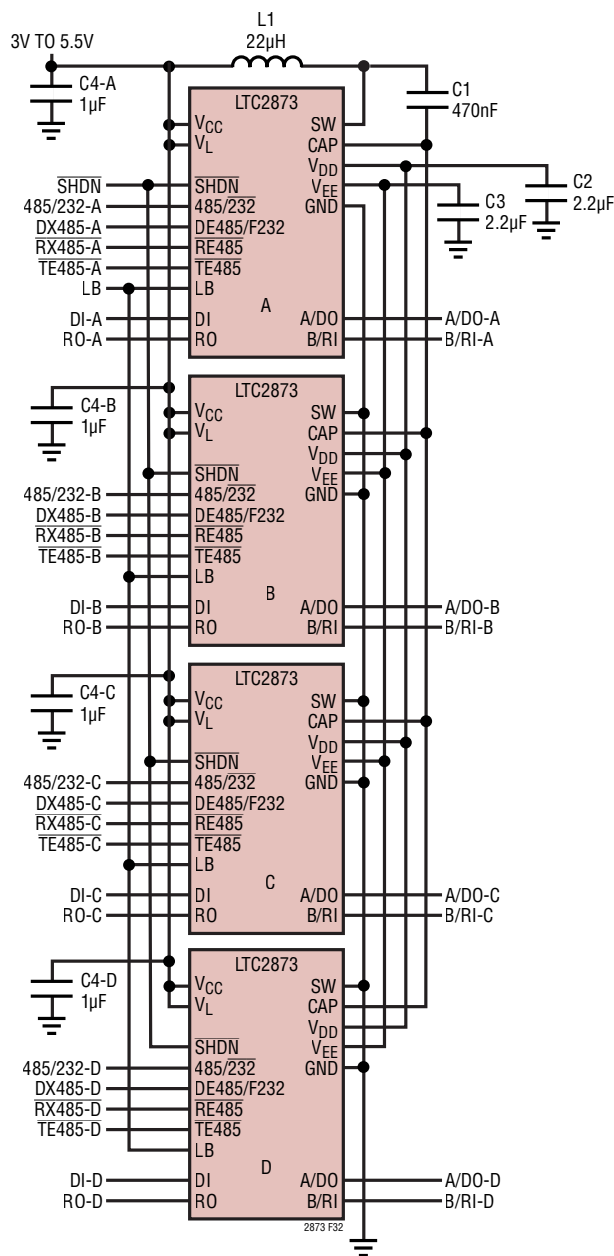 L1
22µH
3V TO 5.5V
C4-A
1µF
C1
470nF
LTC2873
VCC
VL
SHDN
485/232
DE485/F232
RE485
TE485
LB
DI
RO
A
SW
CAP
VDD
VEE
GND
A/DO
B/RI
C2
2.2µF
C3
2.2µF
SHDN
485/232-A
DX485-A
RX485-A
TE485-A
LB
DI-A
RO-A
A/DO-A
B/RI-A
C4-B
1µF
LTC2873
VCC
VL
SHDN
485/232
DE485/F232
RE485
TE485
LB
DI
RO
B
SW
CAP
VDD
VEE
GND
A/DO
B/RI
485/232-B
DX485-B
RX485-B
TE485-B
DI-B
RO-B
A/DO-B
B/RI-B
C4-C
1µF
LTC2873
VCC
VL
SHDN
485/232
DE485/F232
RE485
TE485
LB
DI
RO
C
SW
CAP
VDD
VEE
GND
A/DO
B/RI
485/232-C
DX485-C
RX485-C
TE485-C
DI-C
RO-C
A/DO-C
B/RI-C
C4-D
1µF
LTC2873
VCC
VL
SHDN
485/232
DE485/F232
RE485
TE485
LB
DI
RO
D
SW
CAP
VDD
VEE
GND
A/DO
B/RI
485/232-D
DX485-D
RX485-D
TE485-D
DI-D
RO-D
A/DO-D
B/RI-D
2873 F32